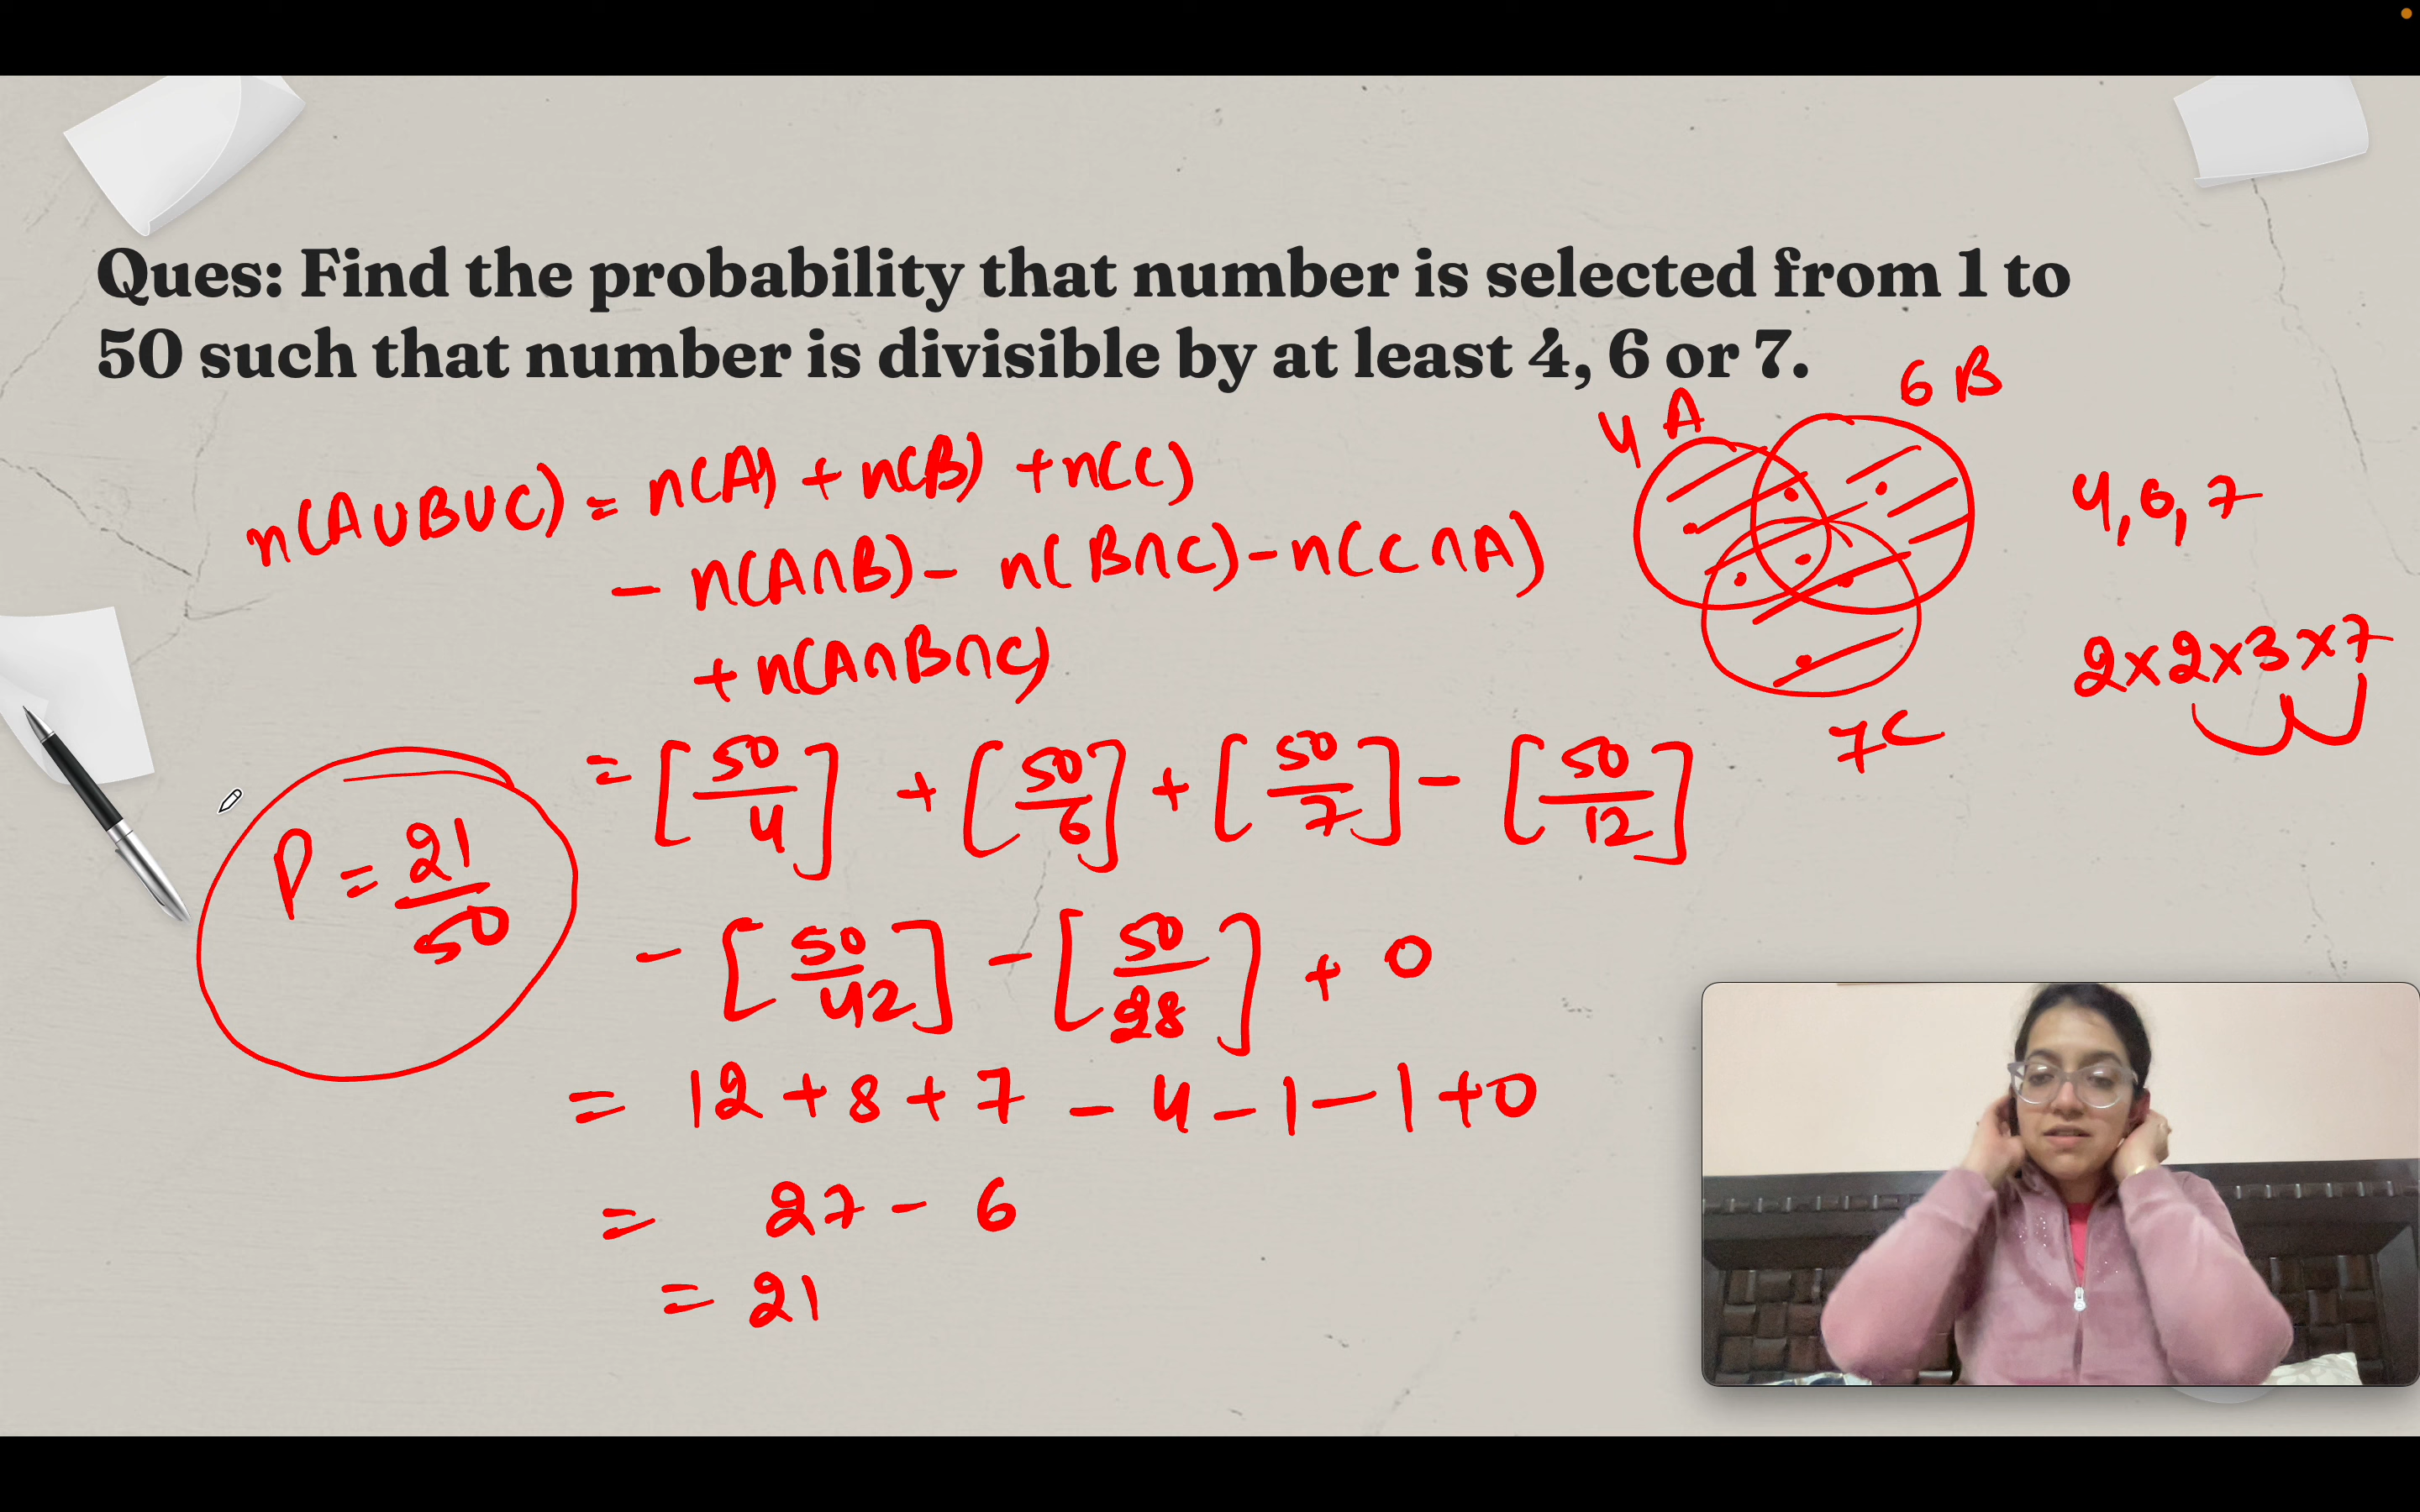 Ques: Find the probability that number is selected from 1 to
50 such that number is divisible by at least 4, 6 or 7.
4 A
6 B
7 C
4, 6, 7
2×2×3×7
n(A∪B∪C) = n(A) + n(B) + n(C)
- n(A∩B) - n(B∩C) - n(C∩A)
+ n(A∩B∩C)
= [50/4] + [50/6] + [50/7] - [50/12]
- [50/42] - [50/28] + 0
= 12 + 8 + 7 - 4 - 1 - 1 + 0
= 27 - 6
= 21
P = 21/50